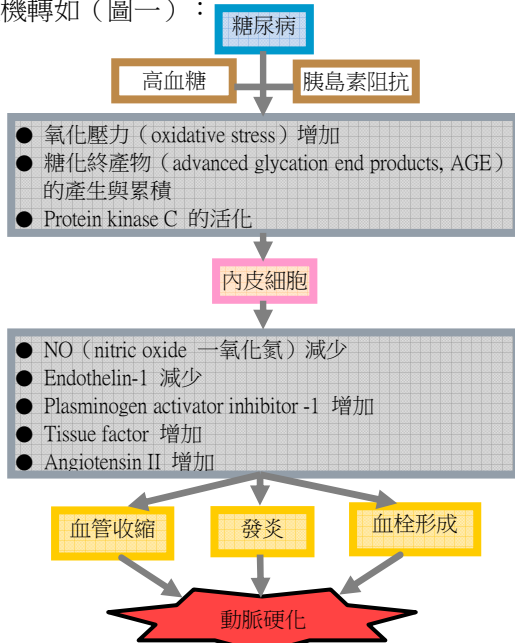 機轉如（圖一）：
糖尿病
高血糖
胰島素阻抗
● 氧化壓力（oxidative stress）增加
● 糖化終產物（advanced glycation end products, AGE）
的產生與累積
● Protein kinase C 的活化
內皮細胞
● NO（nitric oxide 一氧化氮）減少
● Endothelin-1 減少
● Plasminogen activator inhibitor -1 增加
● Tissue factor 增加
● Angiotensin II 增加
血管收縮
發炎
血栓形成
動脈硬化